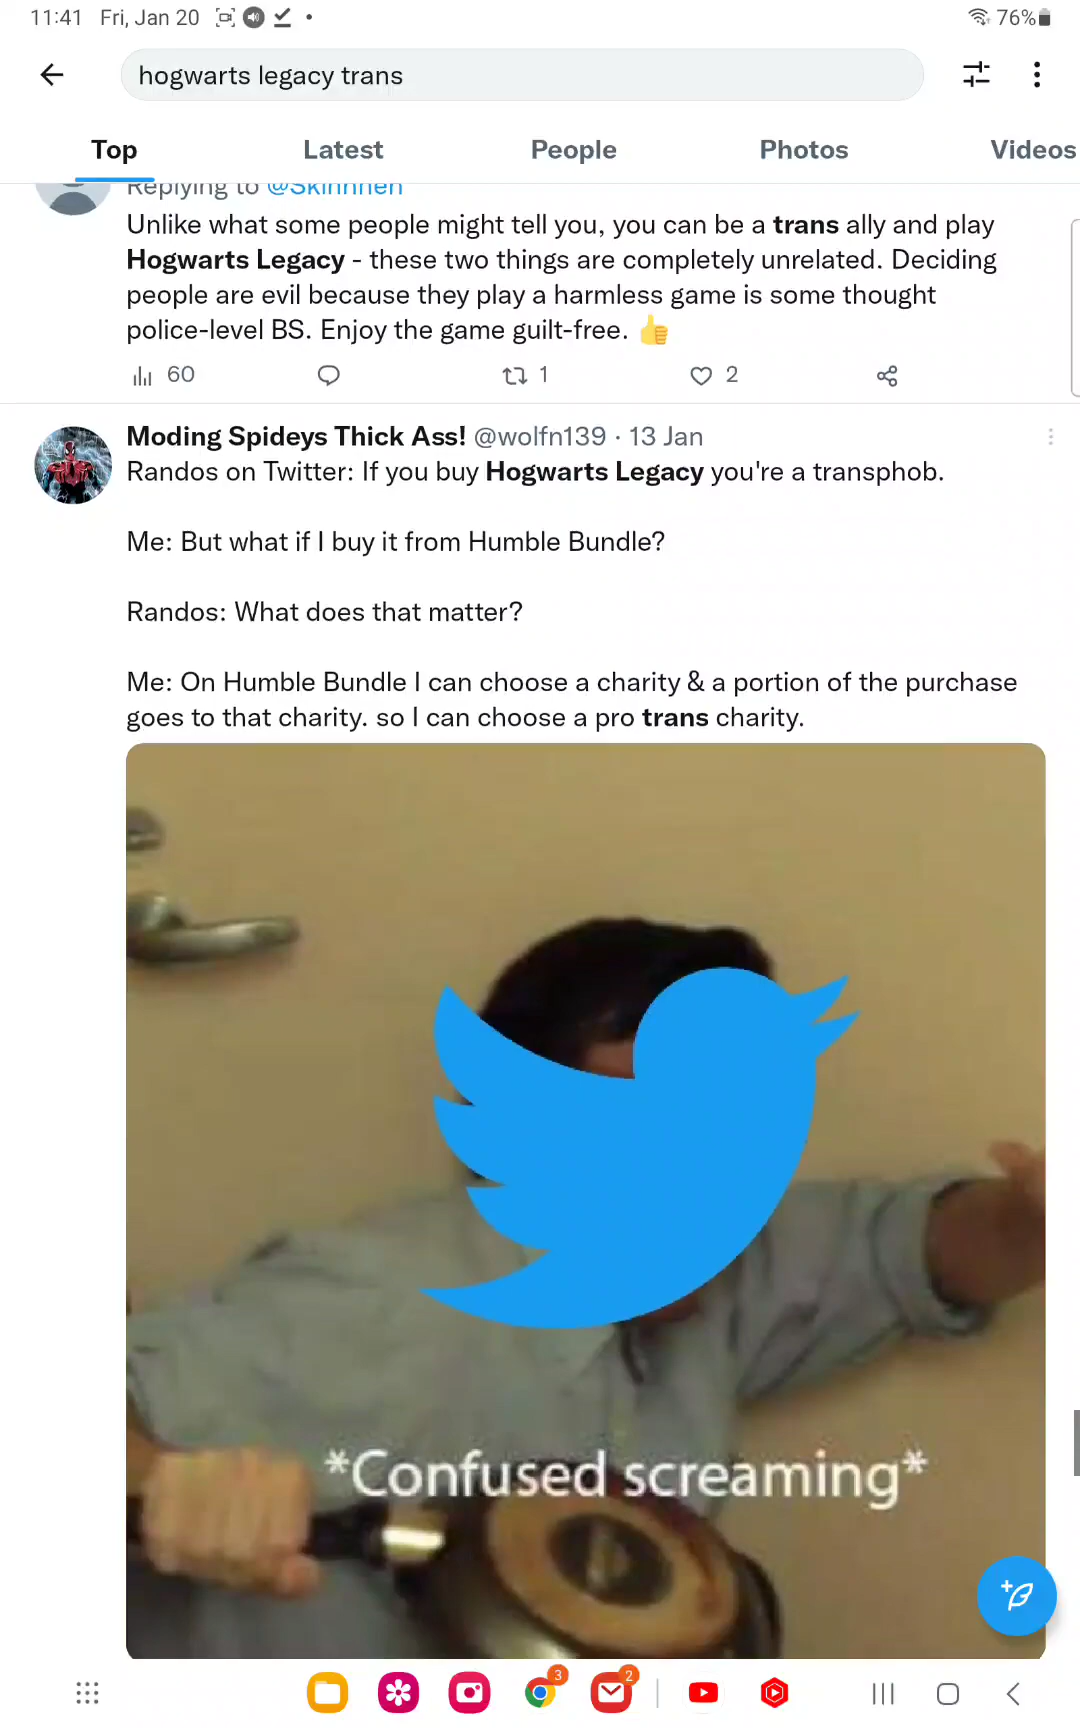 11:41 Fri, Jan 20 76%
hogwarts legacy trans
Top Latest People Photos Videos
Replying to @Skinnneh
Unlike what some people might tell you, you can be a trans ally and play
Hogwarts Legacy - these two things are completely unrelated. Deciding
people are evil because they play a harmless game is some thought
police-level BS. Enjoy the game guilt-free. 👍
60 1 2
Moding Spideys Thick Ass! @wolfn139 · 13 Jan
Randos on Twitter: If you buy Hogwarts Legacy you're a transphob.
Me: But what if I buy it from Humble Bundle?
Randos: What does that matter?
Me: On Humble Bundle I can choose a charity & a portion of the purchase
goes to that charity. so I can choose a pro trans charity.
*Confused screaming*
3 2